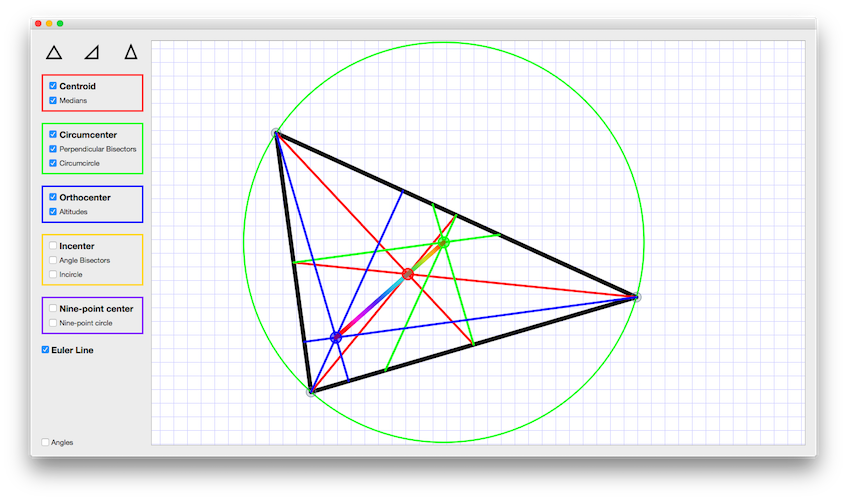 Centroid
Medians
Circumcenter
Perpendicular Bisectors
Circumcircle
Orthocenter
Altitudes
Incenter
Angle Bisectors
Incircle
Nine-point center
Nine-point circle
Euler Line
Angles